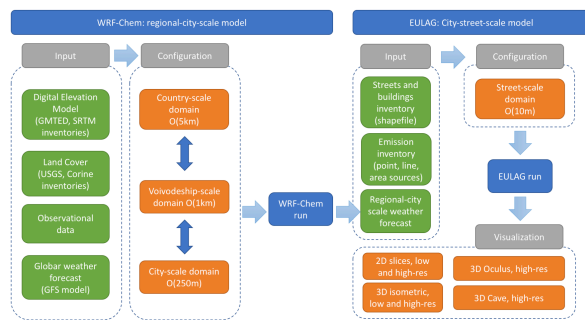 WRF-Chem: regional-city-scale model
Input
Configuration
Digital Elevation
Model
(GMTED, SRTM
inventories)
Land Cover
(USGS, Corine
inventories)
Observational
data
Global weather
forecast
(GFS model)
Country-scale
domain
O(5km)
Voivodeship-scale
domain O(1km)
City-scale domain
O(250m)
WRF-Chem
run
EULAG: City-street-scale model
Input
Configuration
Streets and
buildings
inventory
(shapefile)
Emission
inventory
(point, line,
area sources)
Regional-city
scale weather
forecast
Street-scale
domain
O(10m)
EULAG run
Visualization
2D slices, low
and high-res
3D Oculus, high-res
3D isometric,
low and high-res
3D Cave, high-res